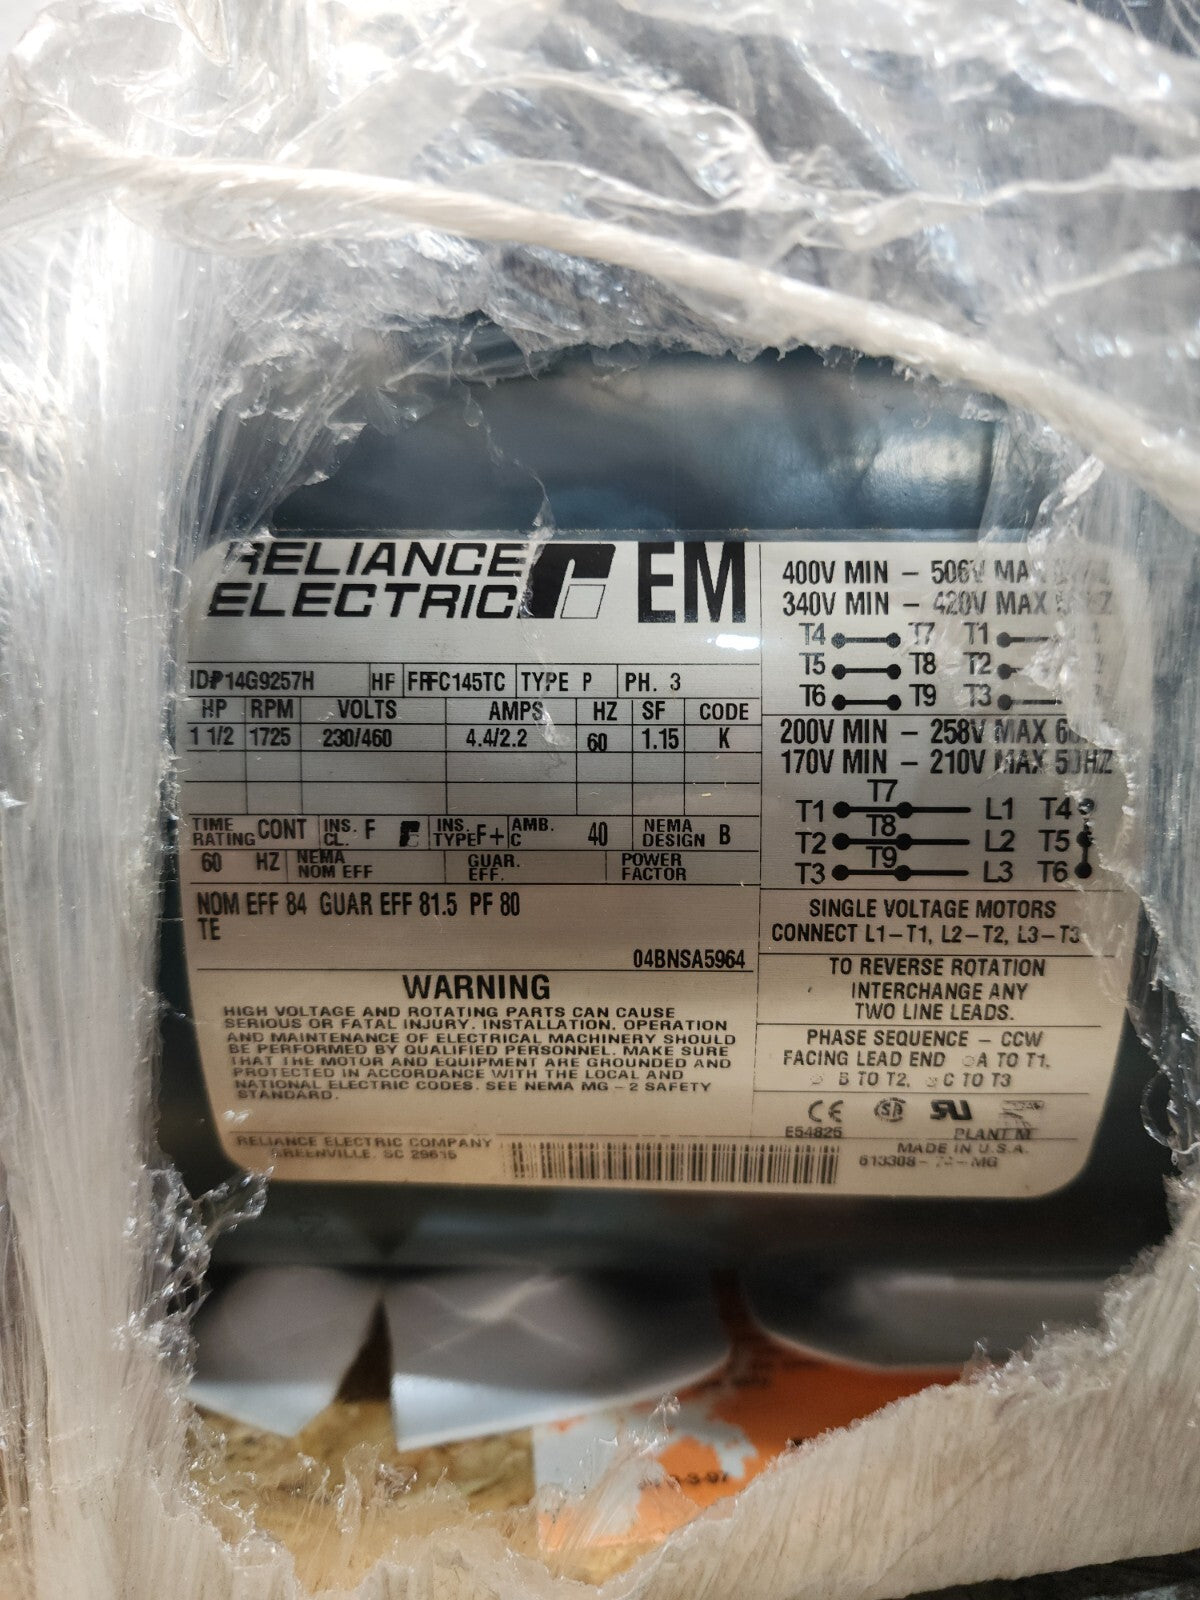 RELIANCE
ELECTRIC
EM
ID# P14G9257H HF FR FC145TC TYPE P PH. 3
HP RPM VOLTS AMPS HZ SF CODE
1 1/2 1725 230/460 4.4/2.2 60 1.15 K
TIME RATING CONT INS. CL. F INS. TYPE F+ AMB. C 40 NEMA DESIGN B
60 HZ NEMA NOM EFF GUAR. EFF. POWER FACTOR
NOM EFF 84 GUAR EFF 81.5 PF 80
TE
04BNSA5964
WARNING
HIGH VOLTAGE AND ROTATING PARTS CAN CAUSE
SERIOUS OR FATAL INJURY. INSTALLATION, OPERATION
AND MAINTENANCE OF ELECTRICAL MACHINERY SHOULD
BE PERFORMED BY QUALIFIED PERSONNEL. MAKE SURE
THAT THE MOTOR AND EQUIPMENT ARE GROUNDED AND
PROTECTED IN ACCORDANCE WITH THE LOCAL AND
NATIONAL ELECTRIC CODES. SEE NEMA MG-2 SAFETY
STANDARD.
RELIANCE ELECTRIC COMPANY
GREENVILLE, SC 29615
400V MIN – 506V MAX
340V MIN – 420V MAX
T4 T7 T1
T5 T8 T2
T6 T9 T3
200V MIN – 258V MAX
170V MIN – 210V MAX 50HZ
T1 T7 L1 T4
T2 T8 L2 T5
T3 T9 L3 T6
SINGLE VOLTAGE MOTORS
CONNECT L1–T1, L2–T2, L3–T3
TO REVERSE ROTATION
INTERCHANGE ANY
TWO LINE LEADS.
PHASE SEQUENCE – CCW
FACING LEAD END A TO T1,
B TO T2, C TO T3
CE
E54825 PLANT M
MADE IN U.S.A.